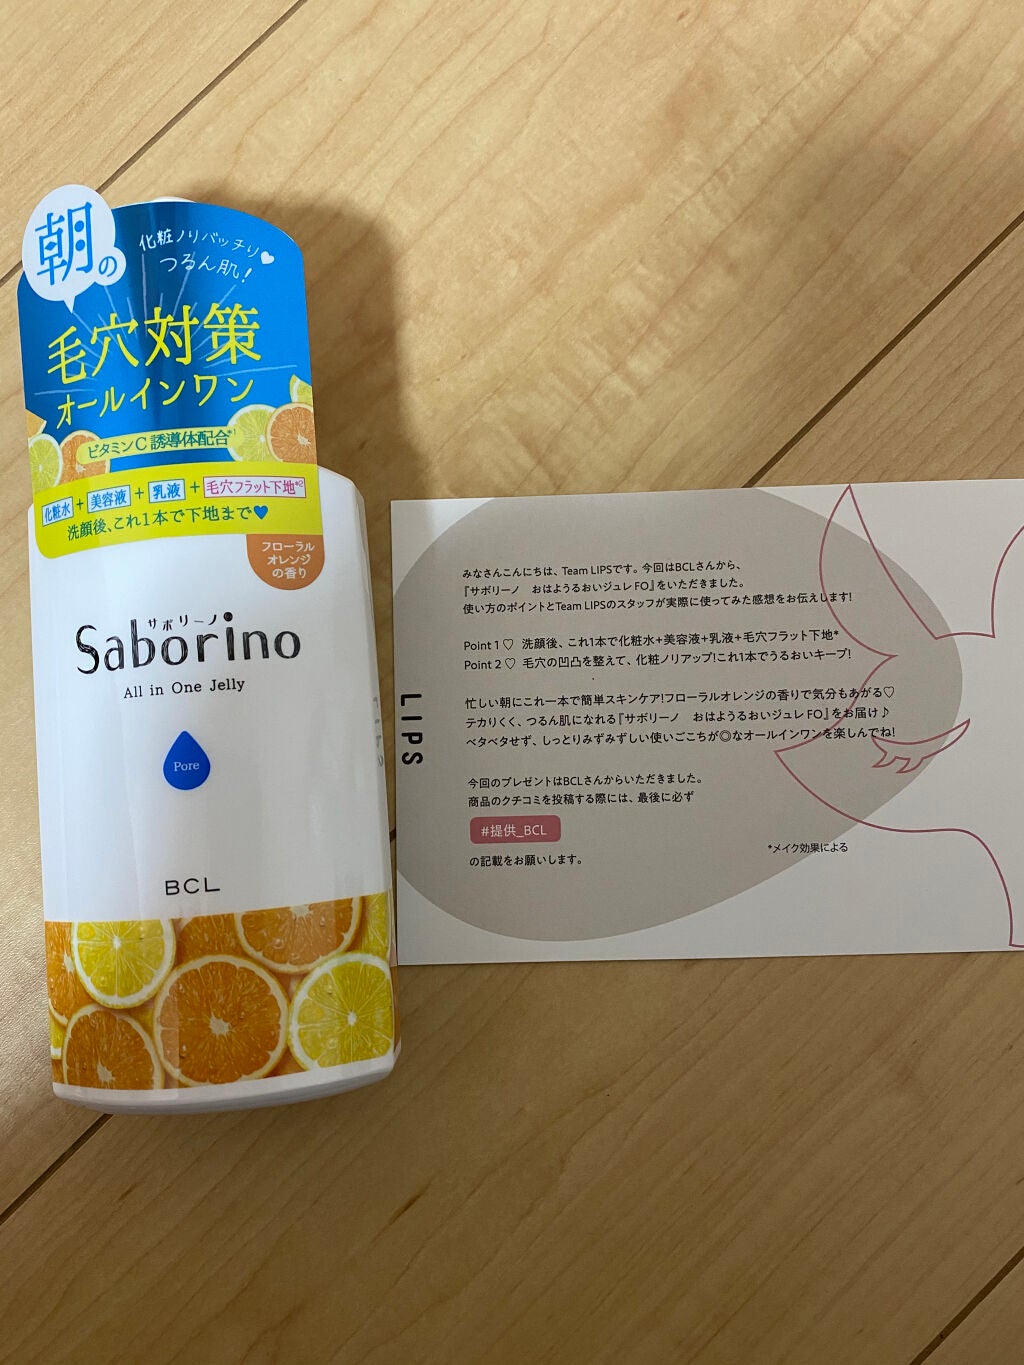 朝の
化粧ノリバッチリ♥
つるん肌！
毛穴対策
オールインワン
ビタミンC誘導体配合*1
化粧水+美容液+乳液+毛穴フラット下地*2
洗顔後、これ1本で下地まで♥
フローラル
オレンジ
の香り
サボリーノ
Saborino
All in One Jelly
Pore
BCL
LIPS
みなさんこんにちは、Team LIPSです。今回はBCLさんから、
『サボリーノ　おはようるおいジュレ FO』をいただきました。
使い方のポイントとTeam LIPSのスタッフが実際に使ってみた感想をお伝えします!
Point 1 ♡ 洗顔後、これ1本で化粧水+美容液+乳液+毛穴フラット下地*
Point 2 ♡ 毛穴の凹凸を整えて、化粧ノリアップ!これ1本でうるおいキープ!
忙しい朝にこれ一本で簡単スキンケア!フローラルオレンジの香りで気分もあがる♡
テカりくく、つるん肌になれる『サボリーノ　おはようるおいジュレ FO』をお届け♪
ベタベタせず、しっとりみずみずしい使いごこちが◎なオールインワンを楽しんでね!
今回のプレゼントはBCLさんからいただきました。
商品のクチコミを投稿する際には、最後に必ず
#提供_BCL
の記載をお願いします。
*メイク効果による